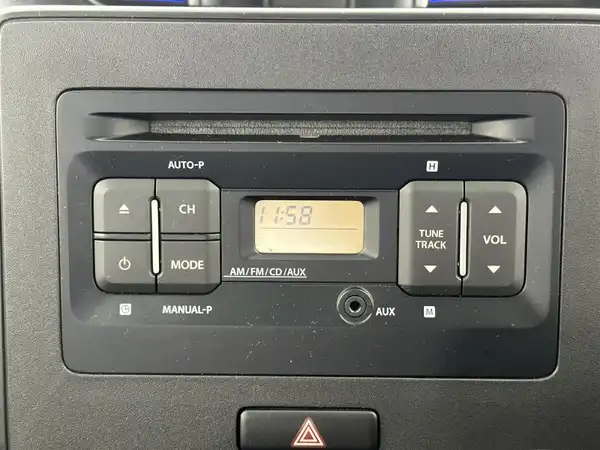 AUTO-P
H
CH
11:58
TUNE
TRACK
VOL
MODE
AM/FM/CD/AUX
C
MANUAL-P
AUX
M